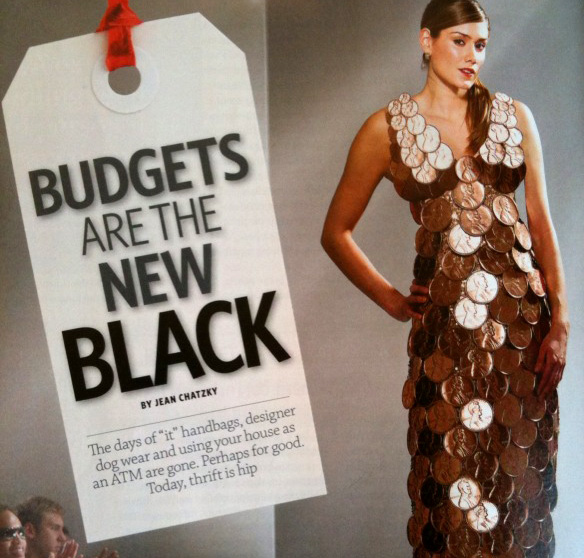 BUDGETS
ARE THE
NEW
BLACK
BY JEAN CHATZKY
The days of "it" handbags, designer
dog wear and using your house as
an ATM are gone. Perhaps for good.
Today, thrift is hip